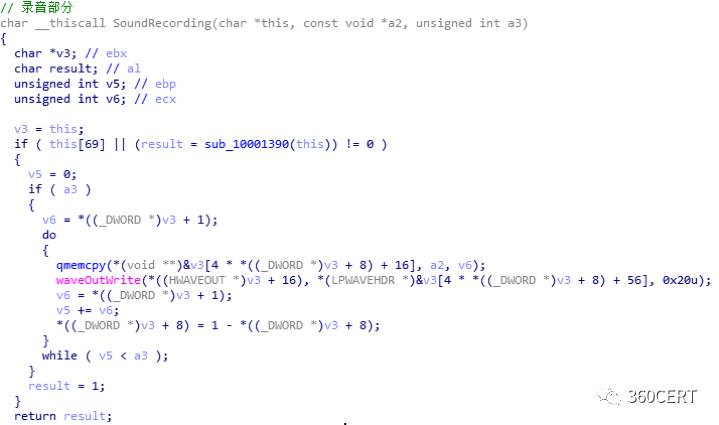 // 录音部分
char __thiscall SoundRecording(char *this, const void *a2, unsigned int a3)
{
  char *v3; // ebx
  char result; // al
  unsigned int v5; // ebp
  unsigned int v6; // ecx

  v3 = this;
  if ( this[69] || (result = sub_10001390(this)) != 0 )
  {
    v5 = 0;
    if ( a3 )
    {
      v6 = *((_DWORD *)v3 + 1);
      do
      {
        qmemcpy(*(void **)&v3[4 * *((_DWORD *)v3 + 8) + 16], a2, v6);
        waveOutWrite(*((HWAVEOUT *)v3 + 16), *(LPWAVEHDR *)&v3[4 * *((_DWORD *)v3 + 8) + 56], 0x20u);
        v6 = *((_DWORD *)v3 + 1);
        v5 += v6;
        *((_DWORD *)v3 + 8) = 1 - *((_DWORD *)v3 + 8);
      }
      while ( v5 < a3 );
    }
    result = 1;
  }
  return result;
360CERT